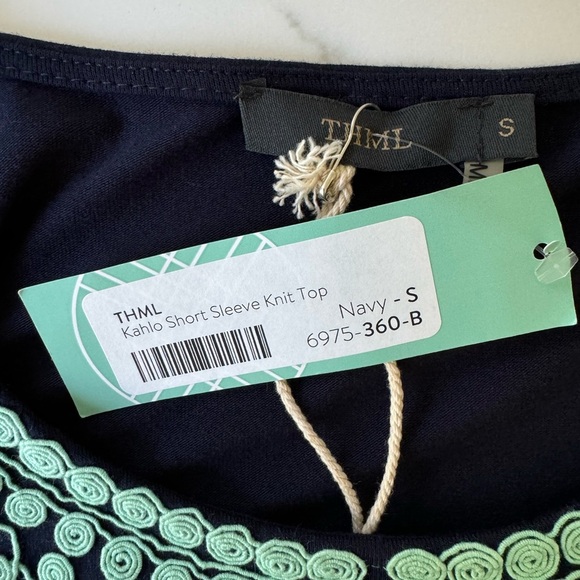 THML
S
M
THML
Kahlo Short Sleeve Knit Top
Navy - S
6975-360-B